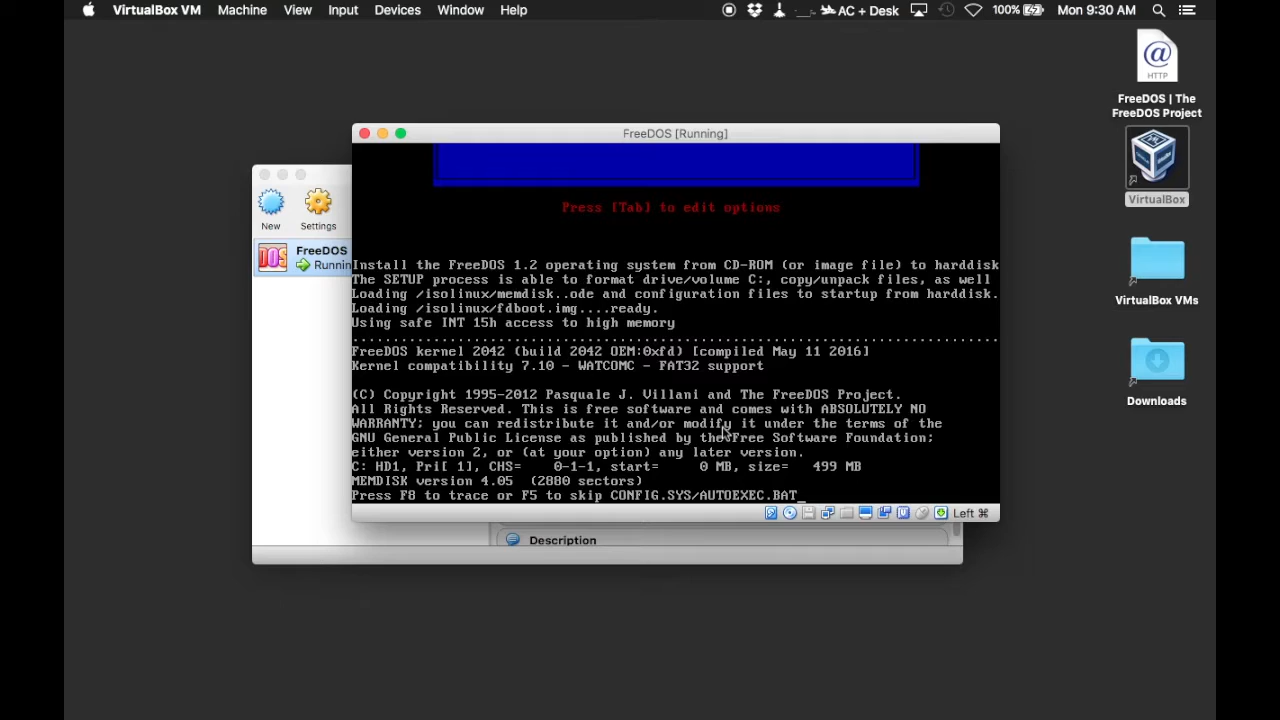 VirtualBox VM Machine View Input Devices Window Help AC + Desk 100% Mon 9:30 AM
@
HTTP
FreeDOS | The
FreeDOS Project
VirtualBox
VirtualBox VMs
Downloads
New Settings
DOS FreeDOS
Runnin
Description
FreeDOS [Running]
Press [Tab] to edit options
Install the FreeDOS 1.2 operating system from CD-ROM (or image file) to harddisk
The SETUP process is able to format drive/volume C:, copy/unpack files, as well
Loading /isolinux/memdisk..ode and configuration files to startup from harddisk.
Loading /isolinux/fdboot.img....ready.
Using safe INT 15h access to high memory
................................................................................
FreeDOS kernel 2042 (build 2042 OEM:0xfd) [compiled May 11 2016]
Kernel compatibility 7.10 - WATCOMC - FAT32 support
(C) Copyright 1995-2012 Pasquale J. Villani and The FreeDOS Project.
All Rights Reserved. This is free software and comes with ABSOLUTELY NO
WARRANTY; you can redistribute it and/or modify it under the terms of the
GNU General Public License as published by the Free Software Foundation;
either version 2, or (at your option) any later version.
C: HD1, Pri[ 1], CHS=    0-1-1, start=     0 MB, size=   499 MB
MEMDISK version 4.05  (2880 sectors)
Press F8 to trace or F5 to skip CONFIG.SYS/AUTOEXEC.BAT_
Left ⌘